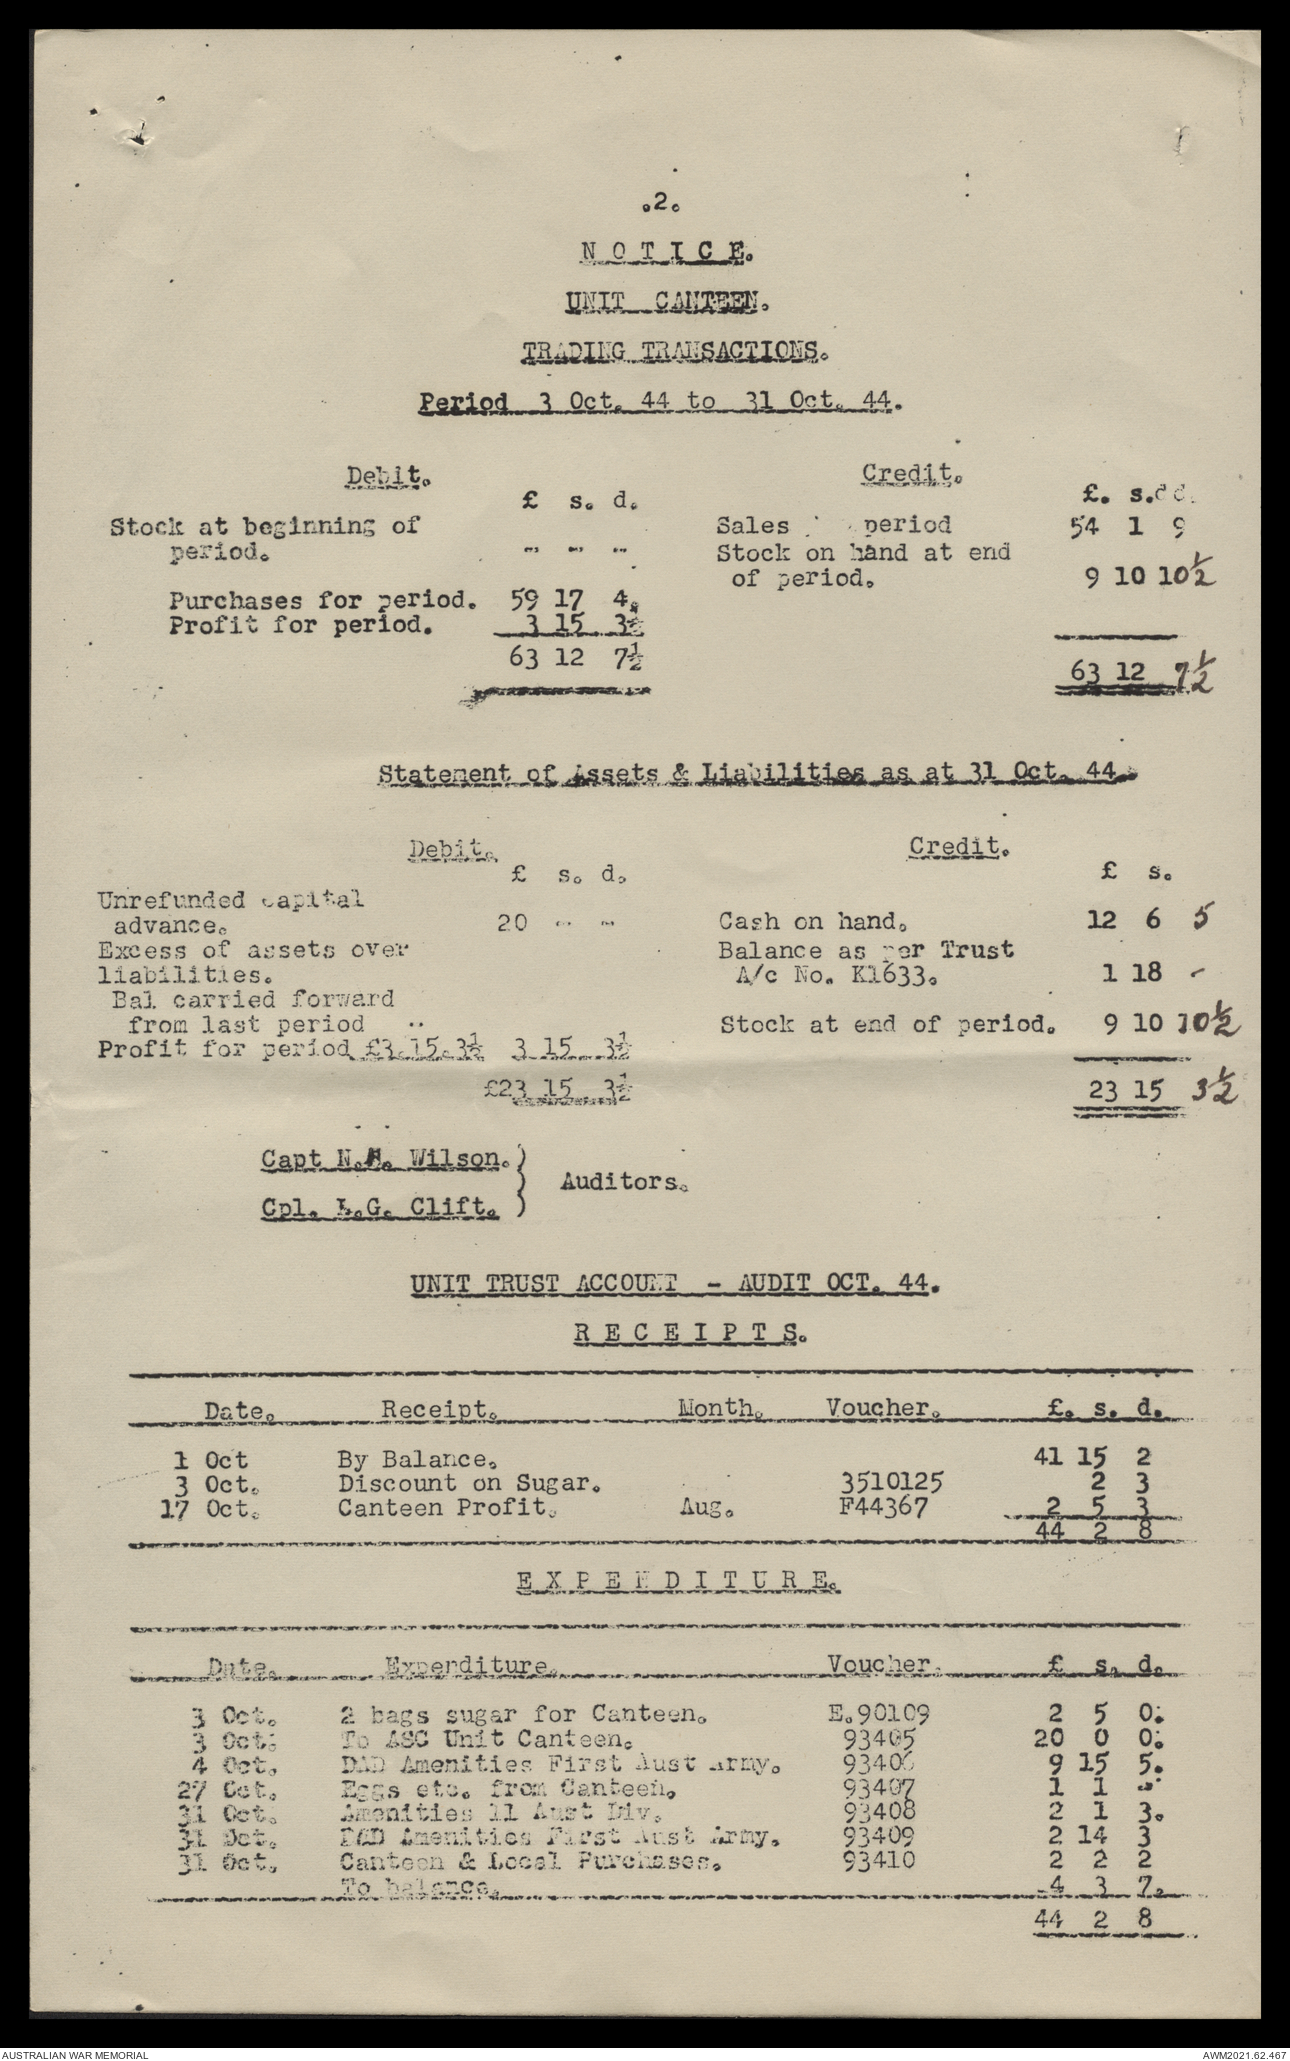 .2.
NOTICE.
UNIT CANTEEN.
TRADING TRANSACTIONS.
Period 3 Oct. 44 to 31 Oct. 44.
Debit.
£ s. d.
Stock at beginning of
period. - - -
Purchases for period. 59 17 4.
Profit for period. 3 15 3½
63 12 7½
Credit.
£. s. d.
Sales period 54 1 9
Stock on hand at end
of period. 9 10 10½
63 12 7½
Statement of Assets & Liabilities as at 31 Oct. 44.
Debit.
£ s. d.
Unrefunded capital
advance. 20 - -
Excess of assets over
liabilities.
Bal carried forward
from last period ..
Profit for period £3.15.3½ 3 15 3½
£23 15 3½
Credit.
£ s.
Cash on hand. 12 6 5
Balance as per Trust
A/c No. K1633. 1 18 -
Stock at end of period. 9 10 10½
23 15 3½
Capt N.H. Wilson. )
) Auditors.
Cpl. L.G. Clift. )
UNIT TRUST ACCOUNT - AUDIT OCT. 44.
RECEIPTS.
Date. Receipt. Month. Voucher. £. s. d.
1 Oct By Balance. 41 15 2
3 Oct. Discount on Sugar. 3510125 2 3
17 Oct. Canteen Profit. Aug. F44367 2 5 3
44 2 8
EXPENDITURE.
Date. Expenditure. Voucher. £ s. d.
3 Oct. 2 bags sugar for Canteen. E.90109 2 5 0.
3 Oct. To ASC Unit Canteen. 93405 20 0 0.
4 Oct. DAD Amenities First Aust Army. 93406 9 15 5.
27 Oct. Eggs etc. from Canteen. 93407 1 1 -
31 Oct. Amenities 11 Aust Div. 93408 2 1 3.
31 Oct. DAD Amenities First Aust Army. 93409 2 14 3
31 Oct. Canteen & Local Purchases. 93410 2 2 2
To balance. 4 3 7.
44 2 8
AUSTRALIAN WAR MEMORIAL
AWM2021.62.467